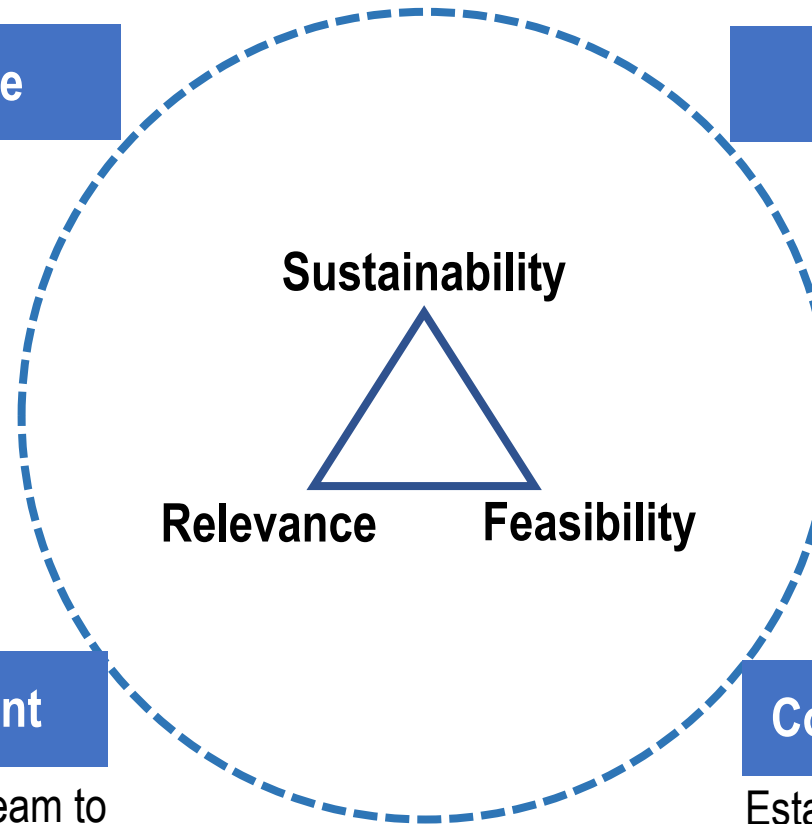 e
Sustainability
Relevance Feasibility
nt
Co
eam to
Esta